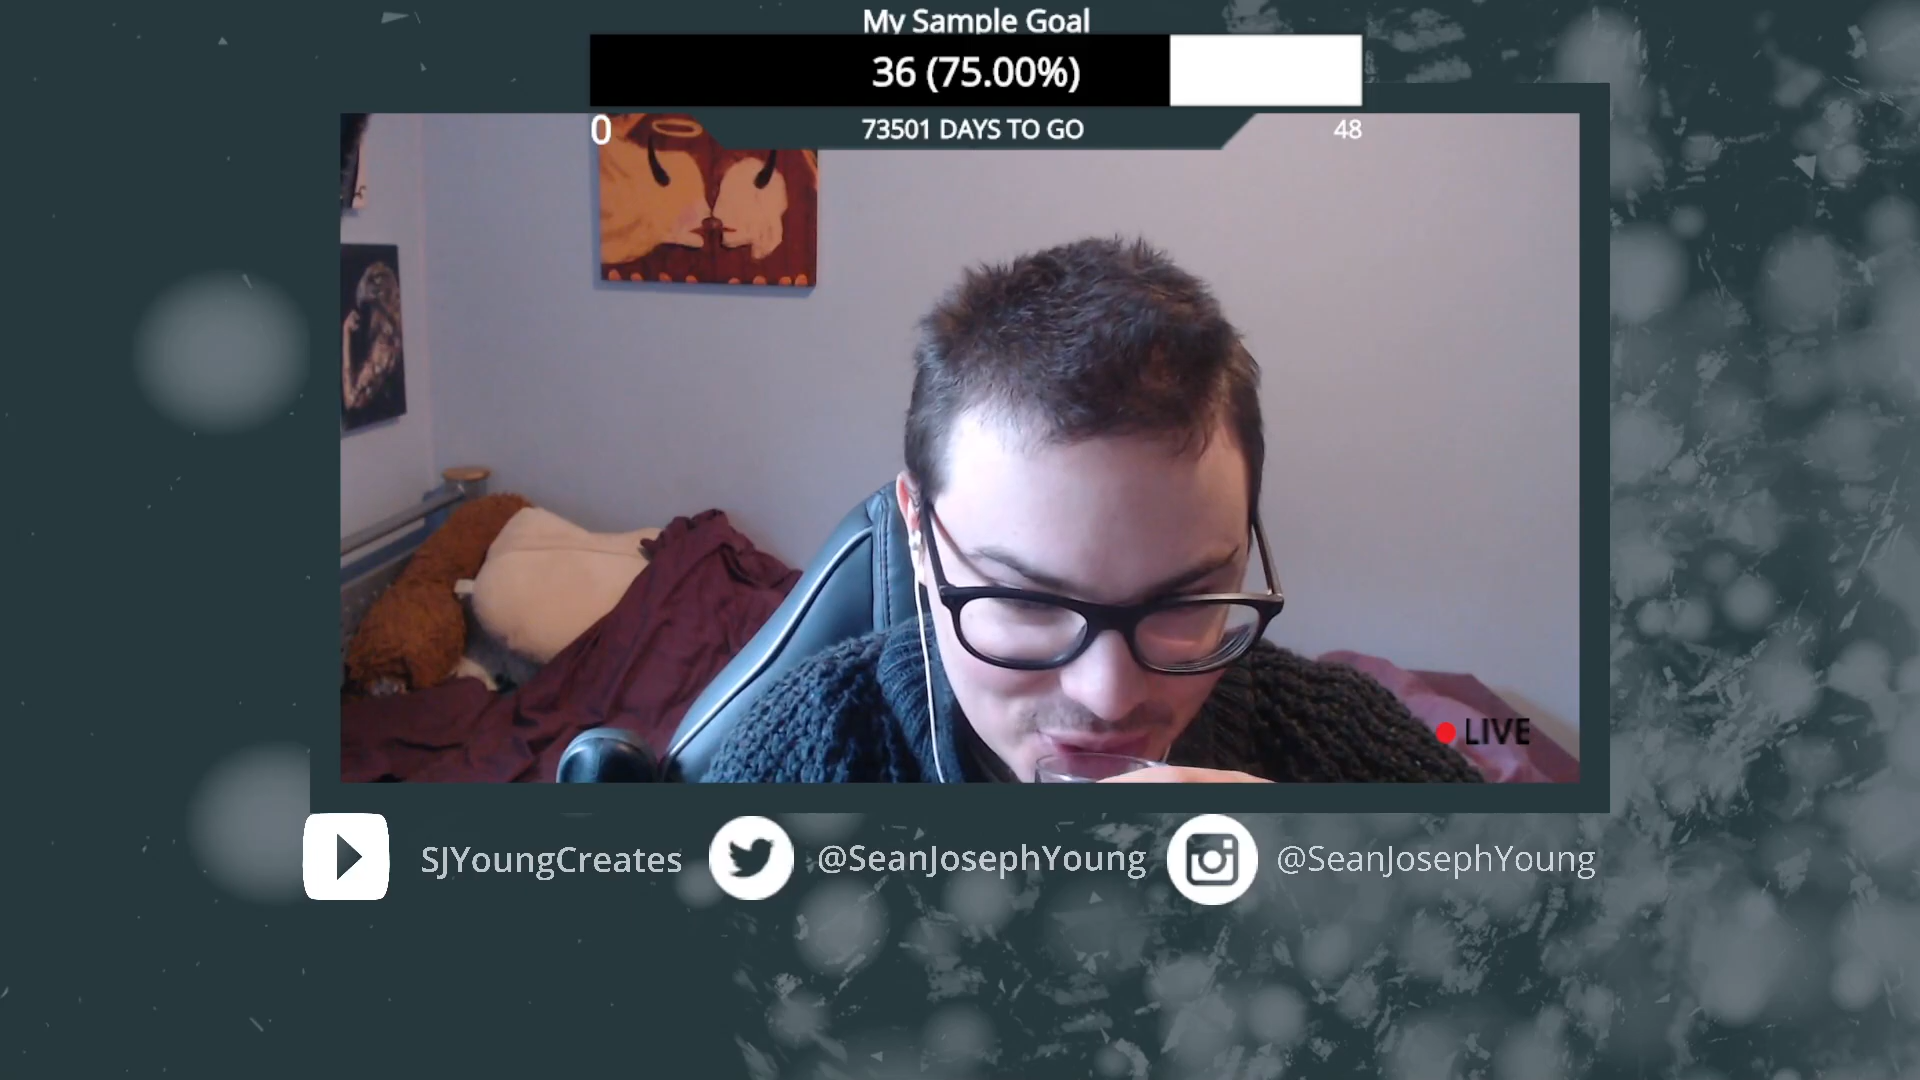 My Sample Goal
36 (75.00%)
0
73501 DAYS TO GO
48
LIVE
SJYoungCreates
@SeanJosephYoung
@SeanJosephYoung